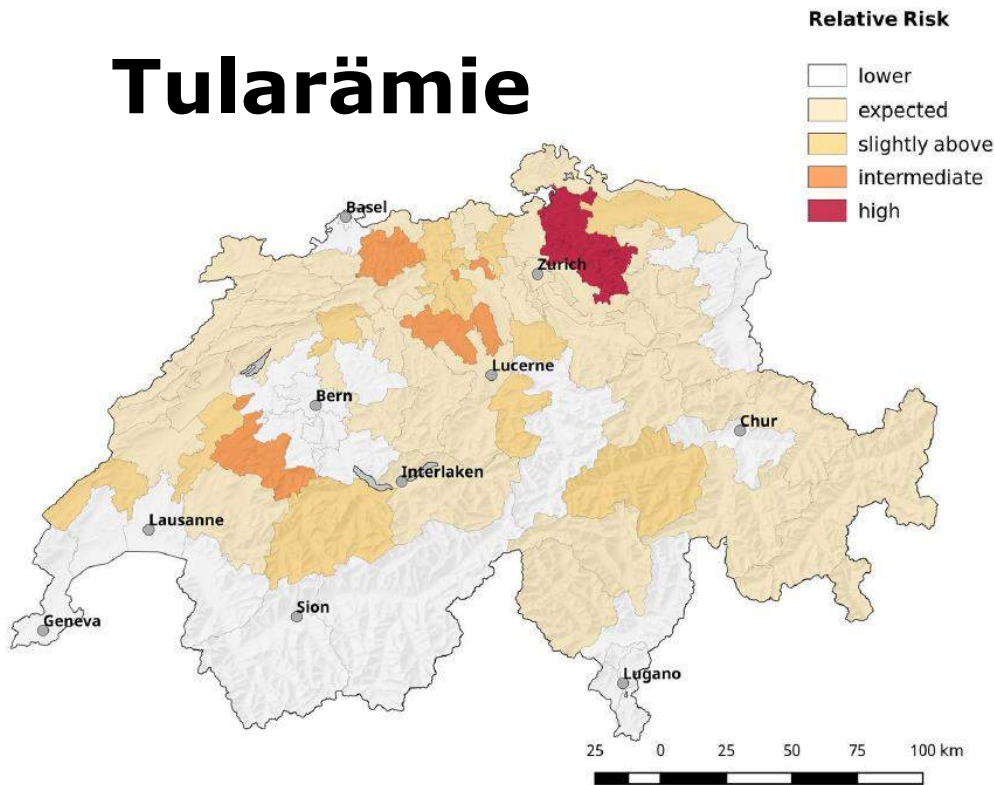 Relative Risk
Tularämie
lower
expected
slightly above
intermediate
high
Basel
Zurich
Lucerne
Bern
Chur
Interlaken
Lausanne
Sion
Geneva
Lugano
25 0 25 50 75 100 km